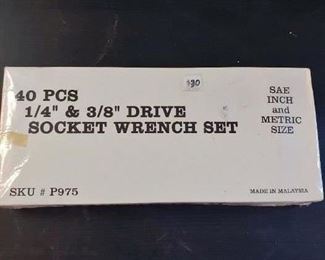 40 PCS
1/4" & 3/8" DRIVE
SOCKET WRENCH SET
$30
SAE
INCH
and
METRIC
SIZE
SKU # P975
MADE IN MALAYSIA